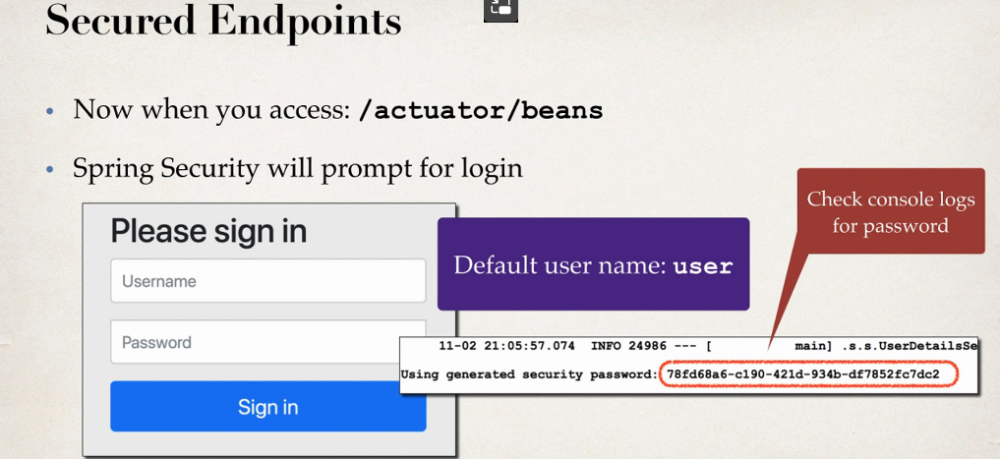 Secured Endpoints
• Now when you access: /actuator/beans
• Spring Security will prompt for login
Check console logs
for password
Please sign in
Username
Default user name: user
Password
11-02 21:05:57.074 INFO 24986 --- [ main] .s.s.UserDetailsSe
Using generated security password: 78fd68a6-c190-421d-934b-df7852fc7dc2
Sign in